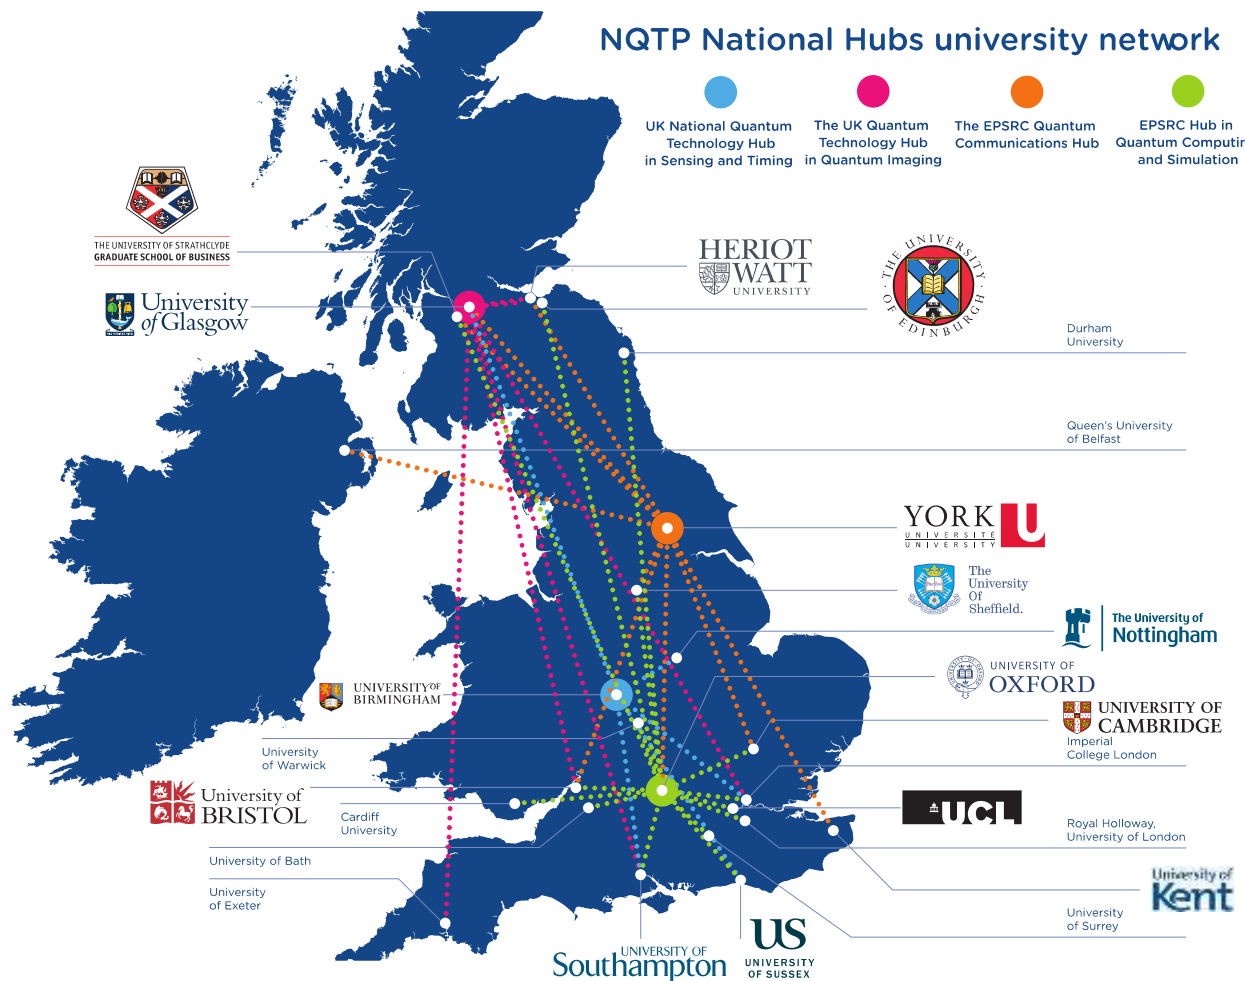 NQTP National Hubs university network
UK National Quantum
Technology Hub
in Sensing and Timing
The UK Quantum
Technology Hub
in Quantum Imaging
The EPSRC Quantum
Communications Hub
EPSRC Hub in
Quantum Computin
and Simulation
THE UNIVERSITY OF STRATHCLYDE
GRADUATE SCHOOL OF BUSINESS
HERIOT
WATT
UNIVERSITY
THE UNIVERSITY OF EDINBURGH
University
of Glasgow
Durham
University
Queen's University
of Belfast
YORK
UNIVERSITÉ
UNIVERSITY
U
The
University
Of
Sheffield.
The University of
Nottingham
UNIVERSITY OF
OXFORD
UNIVERSITYOF
BIRMINGHAM
UNIVERSITY OF
CAMBRIDGE
Imperial
College London
University
of Warwick
University of
BRISTOL
Cardiff
University
UCL
Royal Holloway,
University of London
University of Bath
University
of Exeter
University of
Kent
University
of Surrey
UNIVERSITY OF
Southampton
US
UNIVERSITY
OF SUSSEX